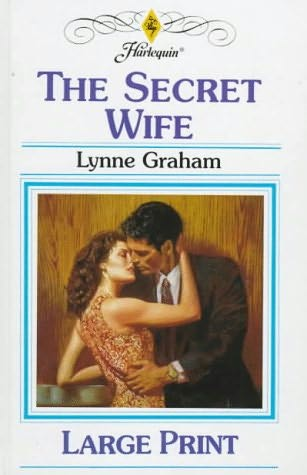 Harlequin®
THE SECRET
WIFE
Lynne Graham
LARGE PRINT